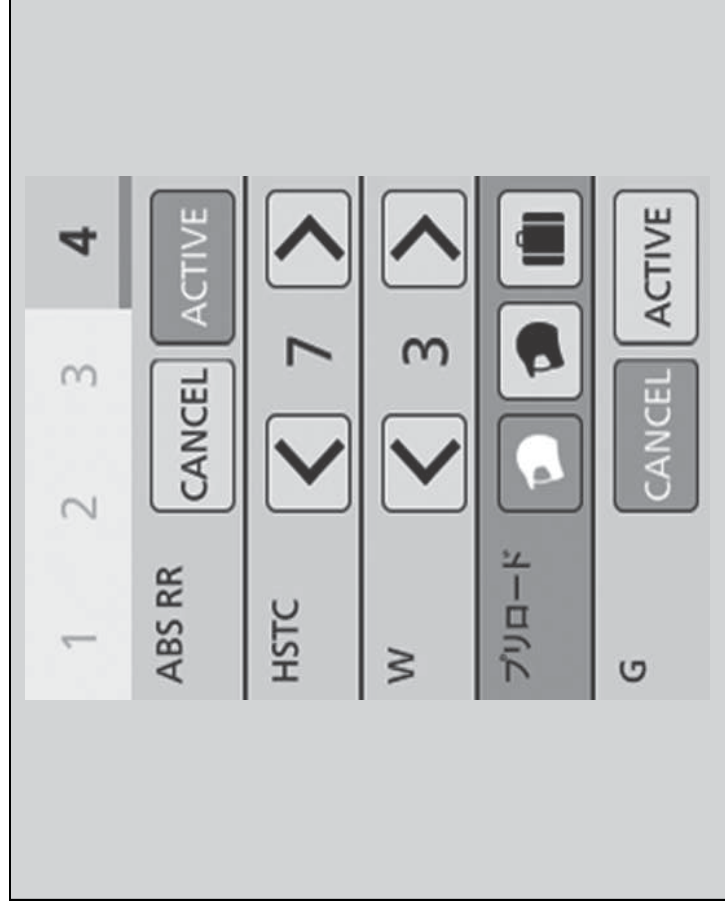 1 2 3 4
ABS RR CANCEL ACTIVE
HSTC 7
W 3
プリロード
G CANCEL ACTIVE